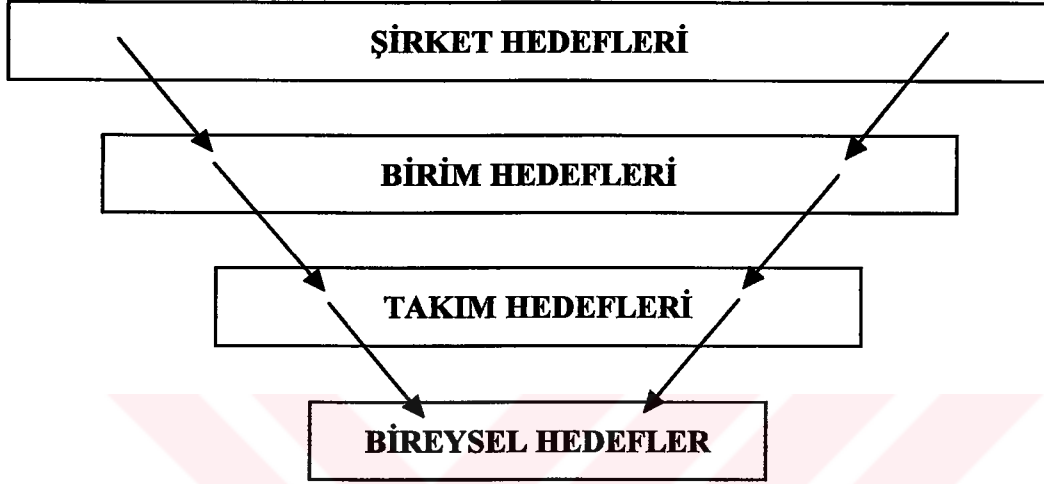 ŞİRKET HEDEFLERİ
BİRİM HEDEFLERİ
TAKIM HEDEFLERİ
BİREYSEL HEDEFLER